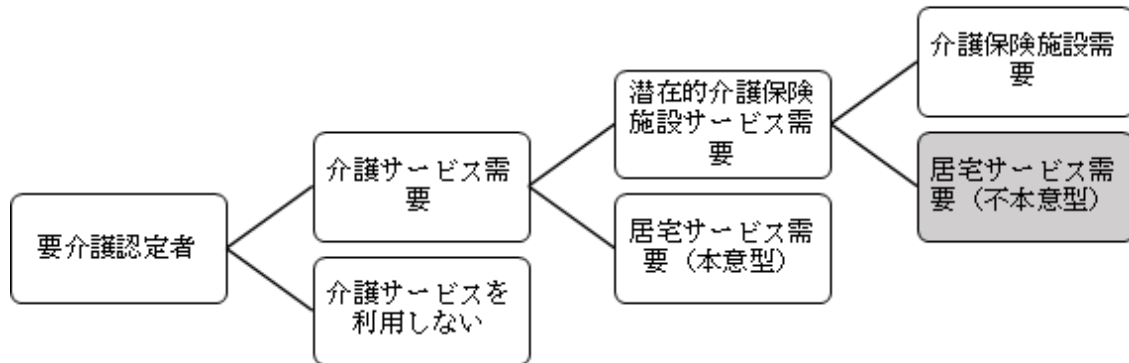 要介護認定者
介護サービス需
要
介護サービスを
利用しない
潜在的介護保険
施設サービス需
要
居宅サービス需
要（本意型）
介護保険施設需
要
居宅サービス需
要（不本意型）